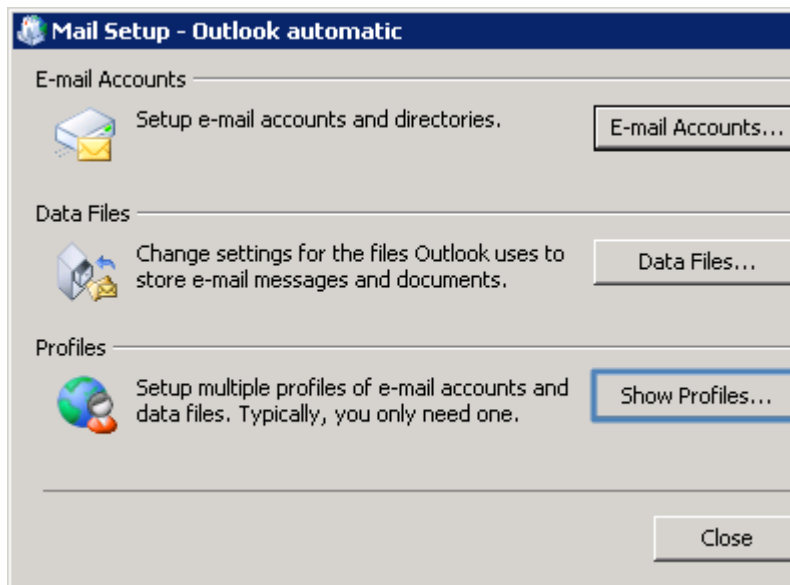 Mail Setup - Outlook automatic
E-mail Accounts
Setup e-mail accounts and directories.
E-mail Accounts...
Data Files
Change settings for the files Outlook uses to
store e-mail messages and documents.
Data Files...
Profiles
Setup multiple profiles of e-mail accounts and
data files. Typically, you only need one.
Show Profiles...
Close